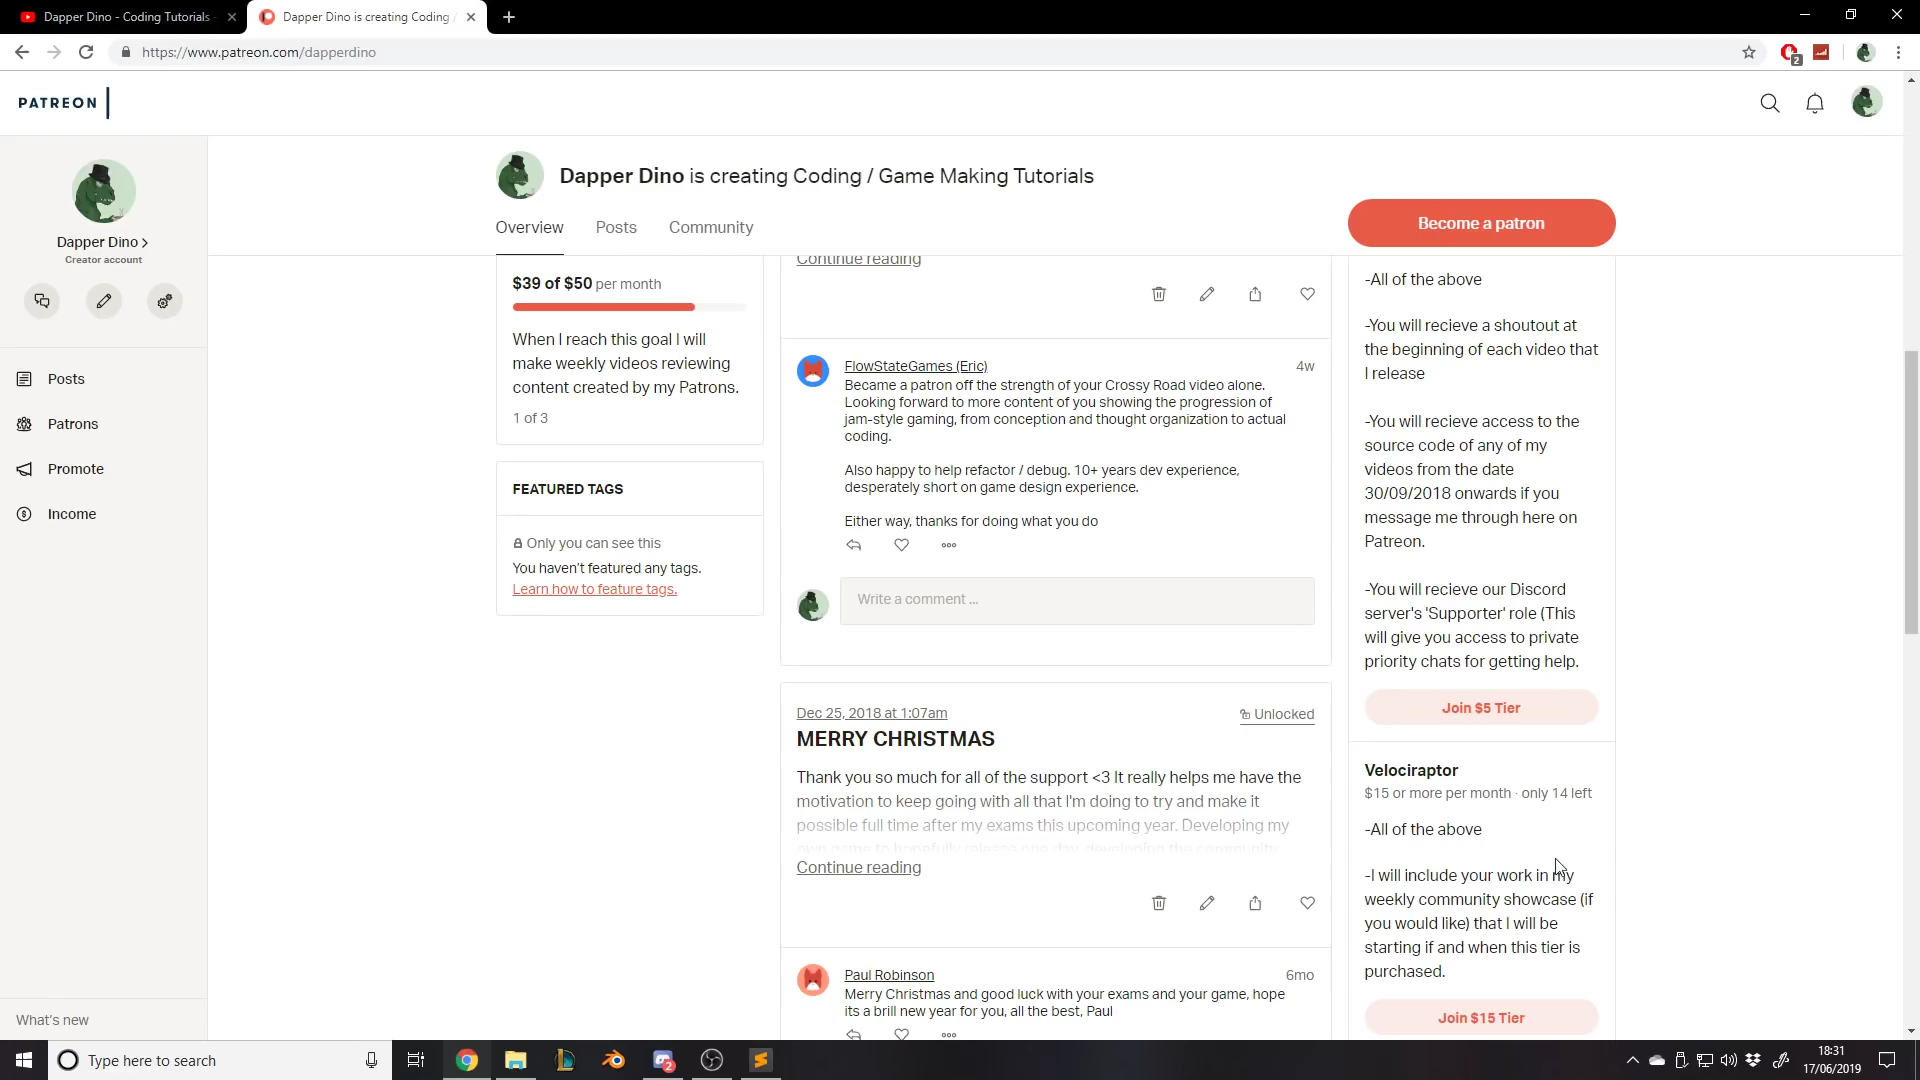 Dapper Dino - Coding Tutorials -
Dapper Dino is creating Coding /
https://www.patreon.com/dapperdino
2
PATREON
Dapper Dino is creating Coding / Game Making Tutorials
Overview
Posts
Community
Become a patron
Dapper Dino
Creator account
Posts
Patrons
Promote
Income
What's new
$39 of $50 per month
When I reach this goal I will
make weekly videos reviewing
content created by my Patrons.
1 of 3
FEATURED TAGS
Only you can see this
You haven't featured any tags.
Learn how to feature tags.
Continue reading
FlowStateGames (Eric)
4w
Became a patron off the strength of your Crossy Road video alone.
Looking forward to more content of you showing the progression of
jam-style gaming, from conception and thought organization to actual
coding.
Also happy to help refactor / debug. 10+ years dev experience,
desperately short on game design experience.
Either way, thanks for doing what you do
Write a comment ...
Dec 25, 2018 at 1:07am
Unlocked
MERRY CHRISTMAS
Thank you so much for all of the support <3 It really helps me have the
motivation to keep going with all that I'm doing to try and make it
possible full time after my exams this upcoming year. Developing my
own game to hopefully release one day, developing the community
Continue reading
Paul Robinson
6mo
Merry Christmas and good luck with your exams and your game, hope
its a brill new year for you, all the best, Paul
-All of the above
-You will recieve a shoutout at
the beginning of each video that
I release
-You will recieve access to the
source code of any of my
videos from the date
30/09/2018 onwards if you
message me through here on
Patreon.
-You will recieve our Discord
server's 'Supporter' role (This
will give you access to private
priority chats for getting help.
Join $5 Tier
Velociraptor
$15 or more per month · only 14 left
-All of the above
-I will include your work in my
weekly community showcase (if
you would like) that I will be
starting if and when this tier is
purchased.
Join $15 Tier
Type here to search
2
18:31
17/06/2019